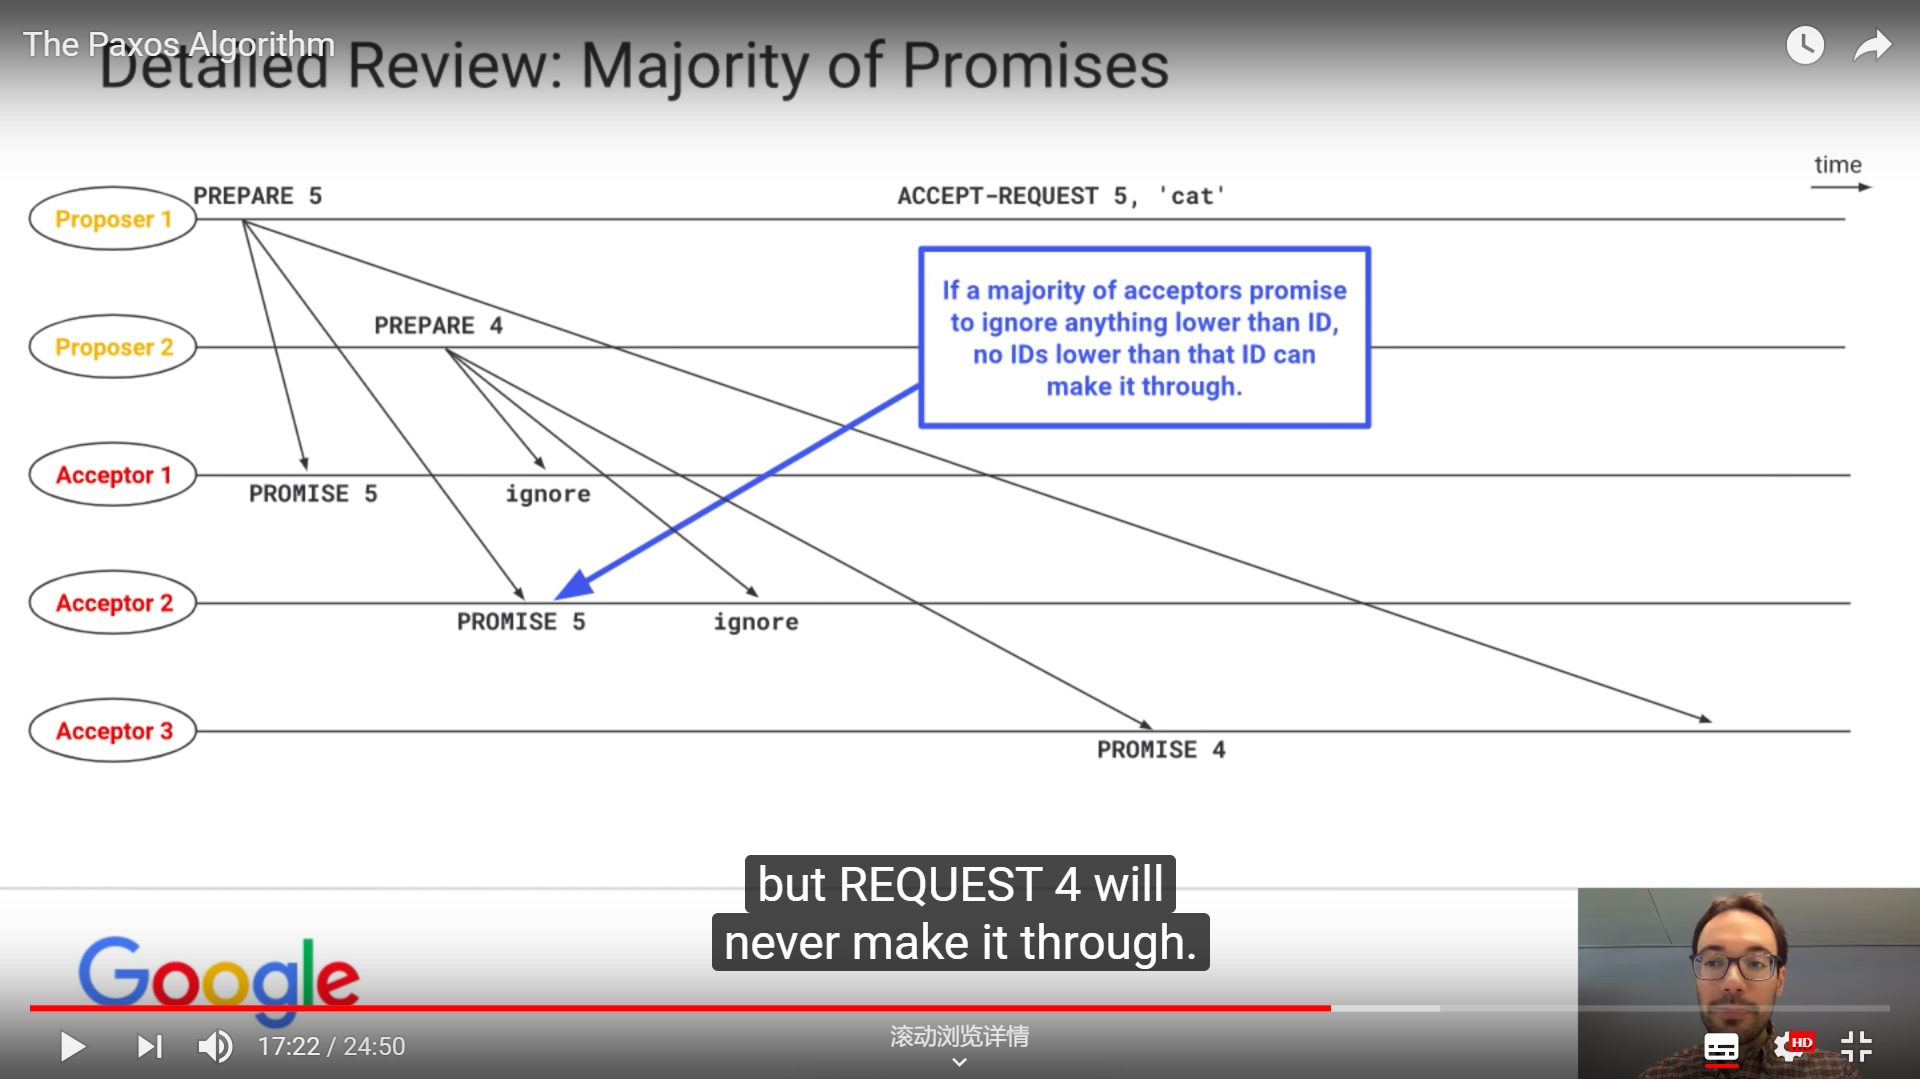 The Paxos Algorithm
Detailed Review: Majority of Promises
time
PREPARE 5
ACCEPT-REQUEST 5, 'cat'
Proposer 1
If a majority of acceptors promise
to ignore anything lower than ID,
no IDs lower than that ID can
make it through.
PREPARE 4
Proposer 2
Acceptor 1
PROMISE 5
ignore
Acceptor 2
PROMISE 5
ignore
Acceptor 3
PROMISE 4
but REQUEST 4 will
never make it through.
Google
17:22 / 24:50
滚动浏览详情
HD